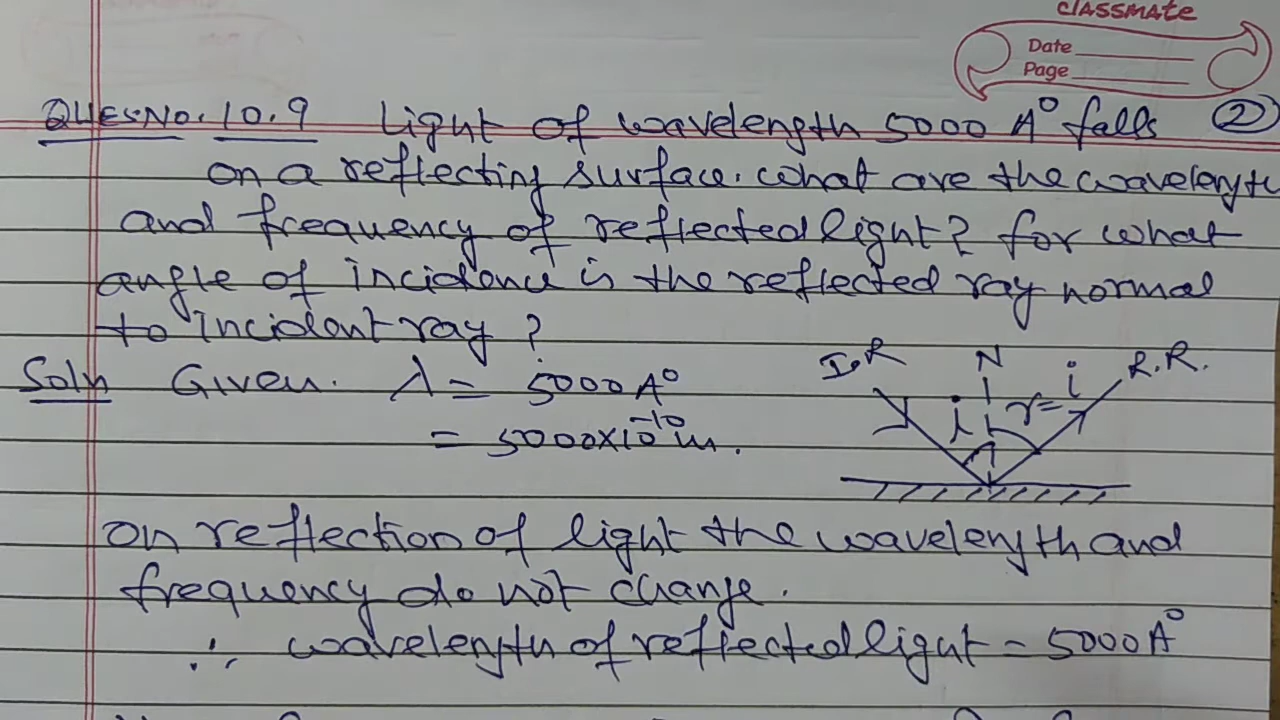 classmate
Date
Page
QUES.NO. 10.9 Light of wavelength 5000 A° falls ②
on a reflecting surface. what are the wavelength
and frequency of reflected light? for what
angle of incidence is the reflected ray normal
to incident ray?
Soln Given. λ = 5000 A°
= 5000×10⁻¹⁰ m.
I.R N R.R.
i r=i
on reflection of light the wavelength and
frequency do not change.
∴ wavelength of reflected light = 5000A°